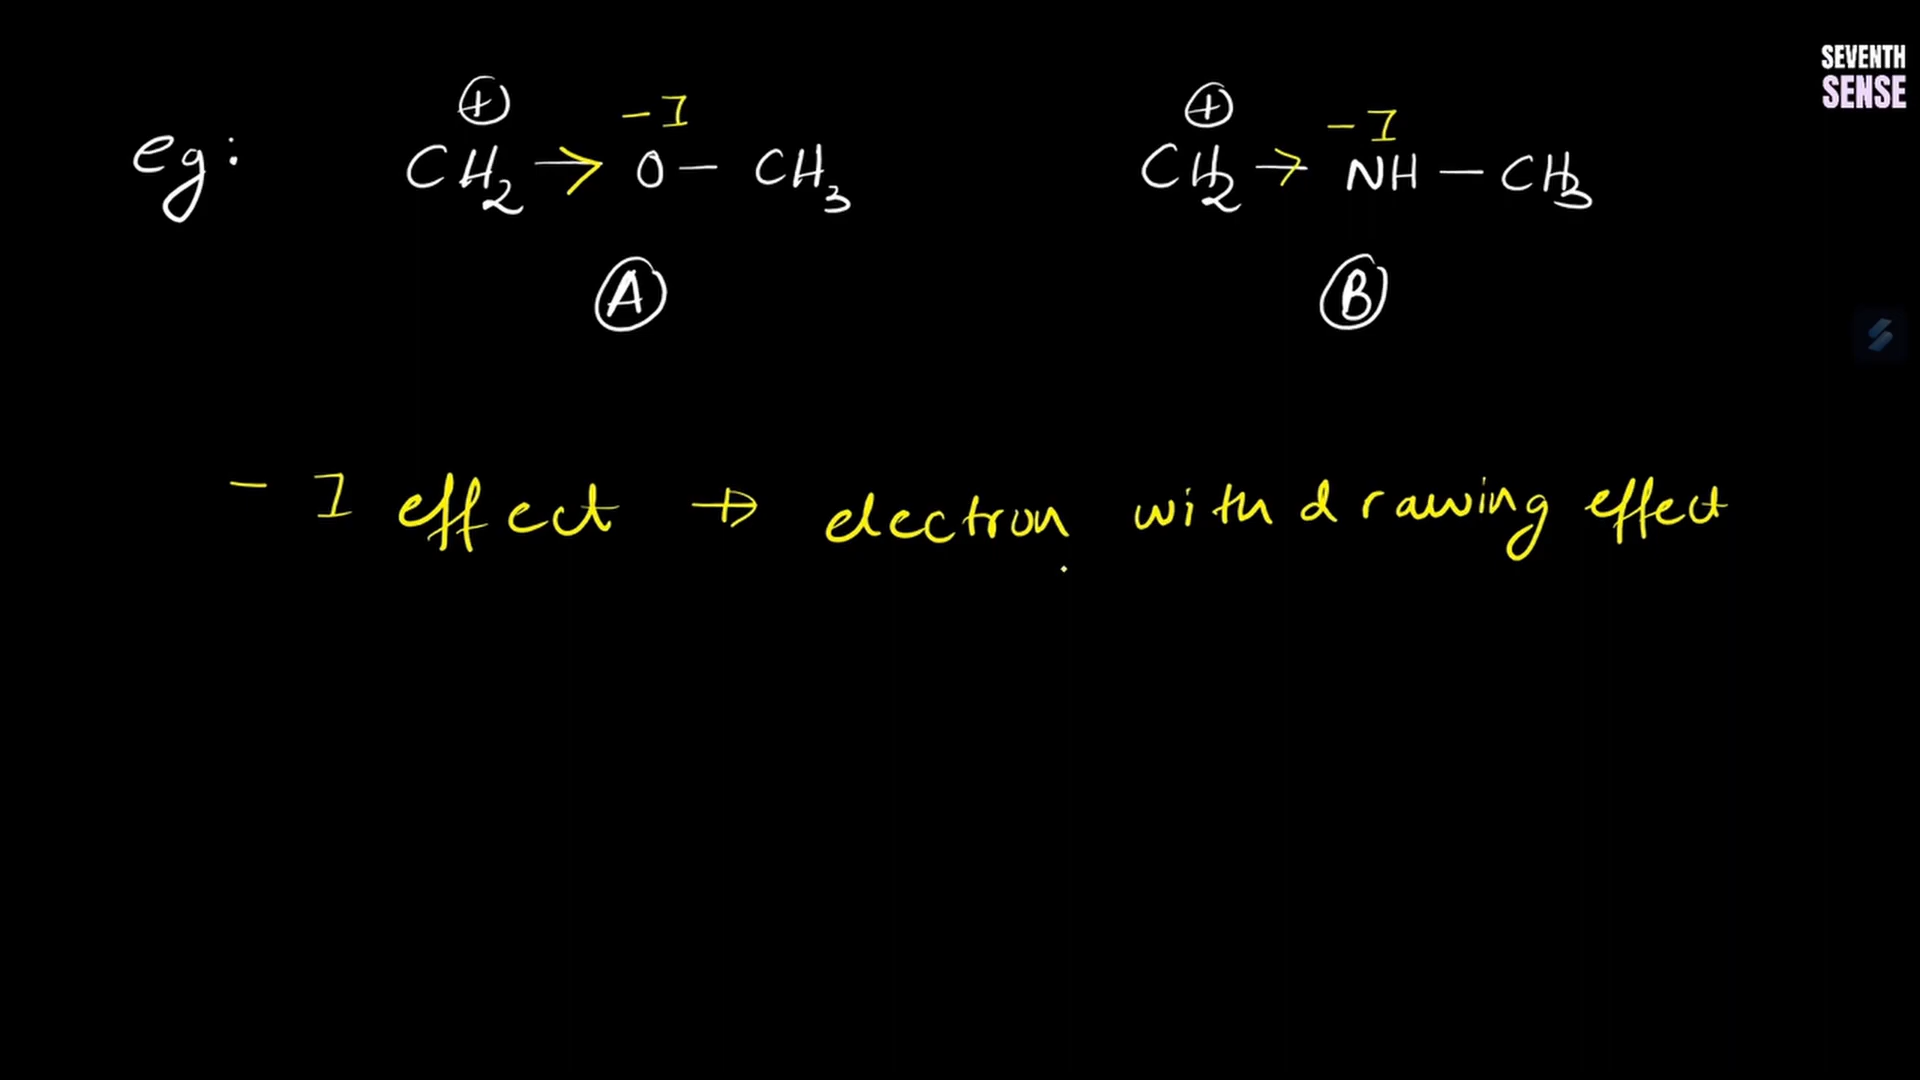 SEVENTH
SENSE
⊕ -I ⊕ -I
eg: CH₂ → O – CH₃ CH₂ → NH – CH₃
Ⓐ Ⓑ
- I effect → electron withdrawing effect